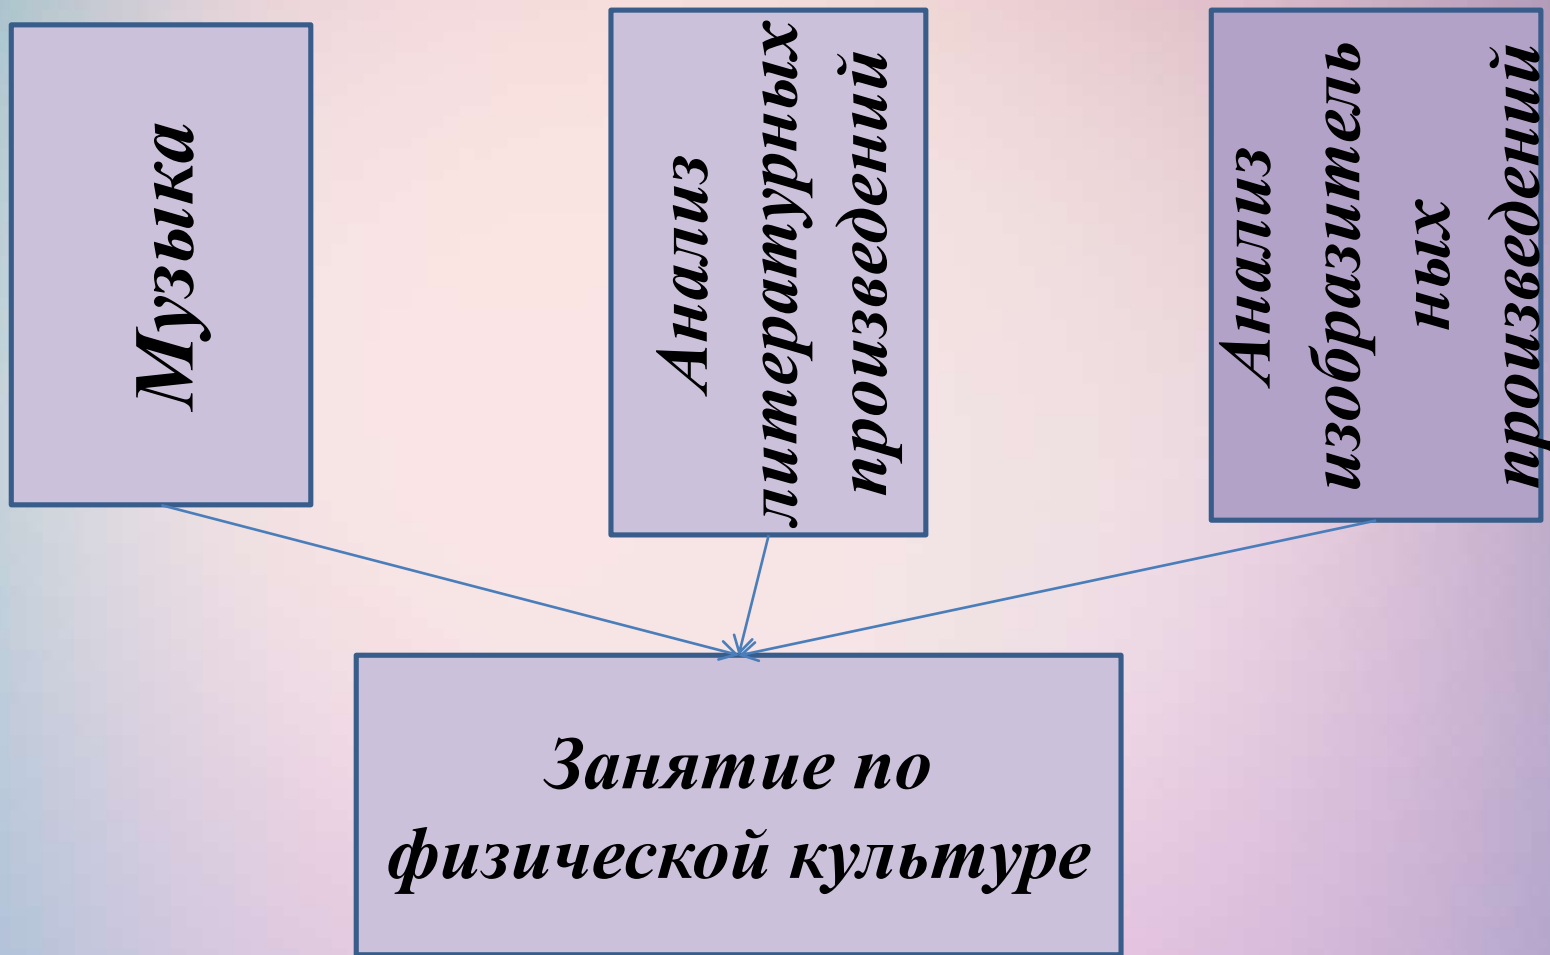 Музыка
Анализ
литературных
произведений
Анализ
изобразитель
ных
произведений
Занятие по
физической культуре